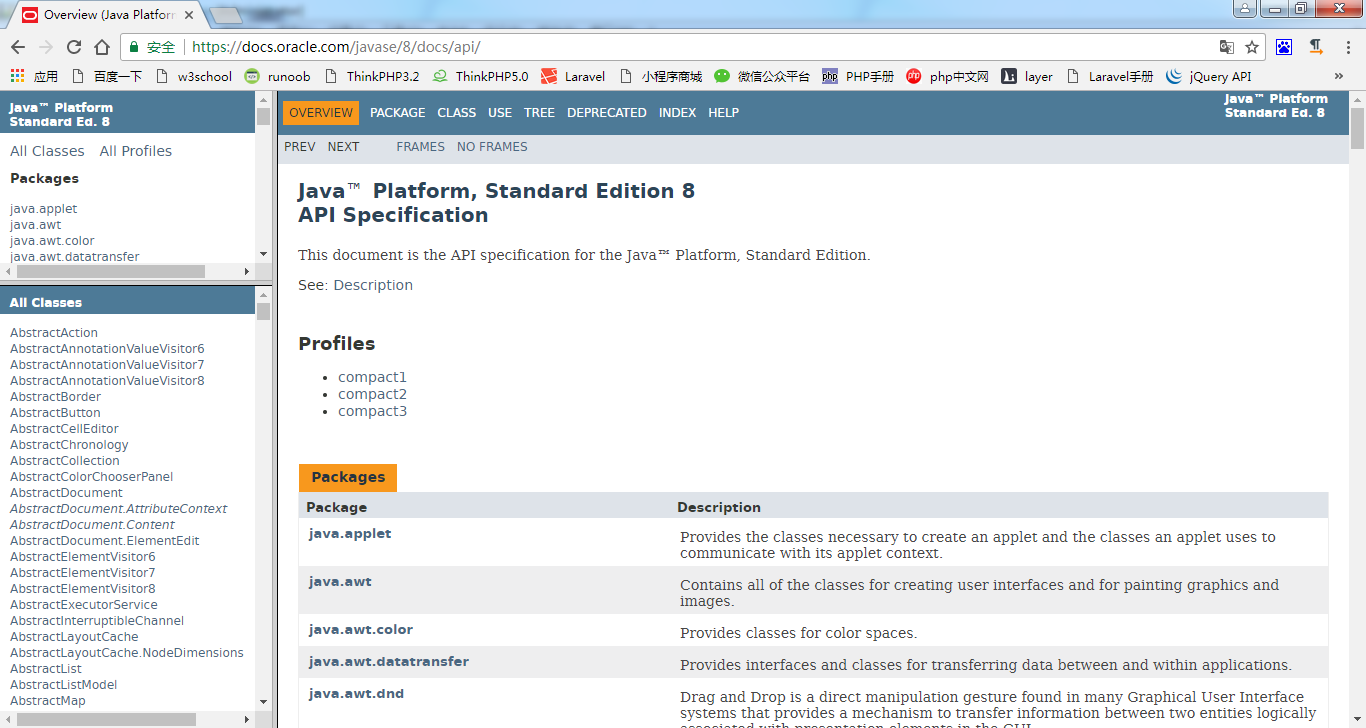 Overview (Java Platform
安全 https://docs.oracle.com/javase/8/docs/api/
应用 百度一下 w3school runoob ThinkPHP3.2 ThinkPHP5.0 Laravel 小程序商城 微信公众平台 php PHP手册 php php中文网 layer Laravel手册 jQuery API »
Java™ Platform
Standard Ed. 8
All Classes All Profiles
Packages
java.applet
java.awt
java.awt.color
java.awt.datatransfer
All Classes
AbstractAction
AbstractAnnotationValueVisitor6
AbstractAnnotationValueVisitor7
AbstractAnnotationValueVisitor8
AbstractBorder
AbstractButton
AbstractCellEditor
AbstractChronology
AbstractCollection
AbstractColorChooserPanel
AbstractDocument
AbstractDocument.AttributeContext
AbstractDocument.Content
AbstractDocument.ElementEdit
AbstractElementVisitor6
AbstractElementVisitor7
AbstractElementVisitor8
AbstractExecutorService
AbstractInterruptibleChannel
AbstractLayoutCache
AbstractLayoutCache.NodeDimensions
AbstractList
AbstractListModel
AbstractMap
OVERVIEW PACKAGE CLASS USE TREE DEPRECATED INDEX HELP
Java™ Platform
Standard Ed. 8
PREV NEXT FRAMES NO FRAMES
Java™ Platform, Standard Edition 8
API Specification
This document is the API specification for the Java™ Platform, Standard Edition.
See: Description
Profiles
• compact1
• compact2
• compact3
Packages
Package Description
java.applet Provides the classes necessary to create an applet and the classes an applet uses to
communicate with its applet context.
java.awt Contains all of the classes for creating user interfaces and for painting graphics and
images.
java.awt.color Provides classes for color spaces.
java.awt.datatransfer Provides interfaces and classes for transferring data between and within applications.
java.awt.dnd Drag and Drop is a direct manipulation gesture found in many Graphical User Interface
systems that provides a mechanism to transfer information between two entities logically
associated with presentation elements in the GUI.